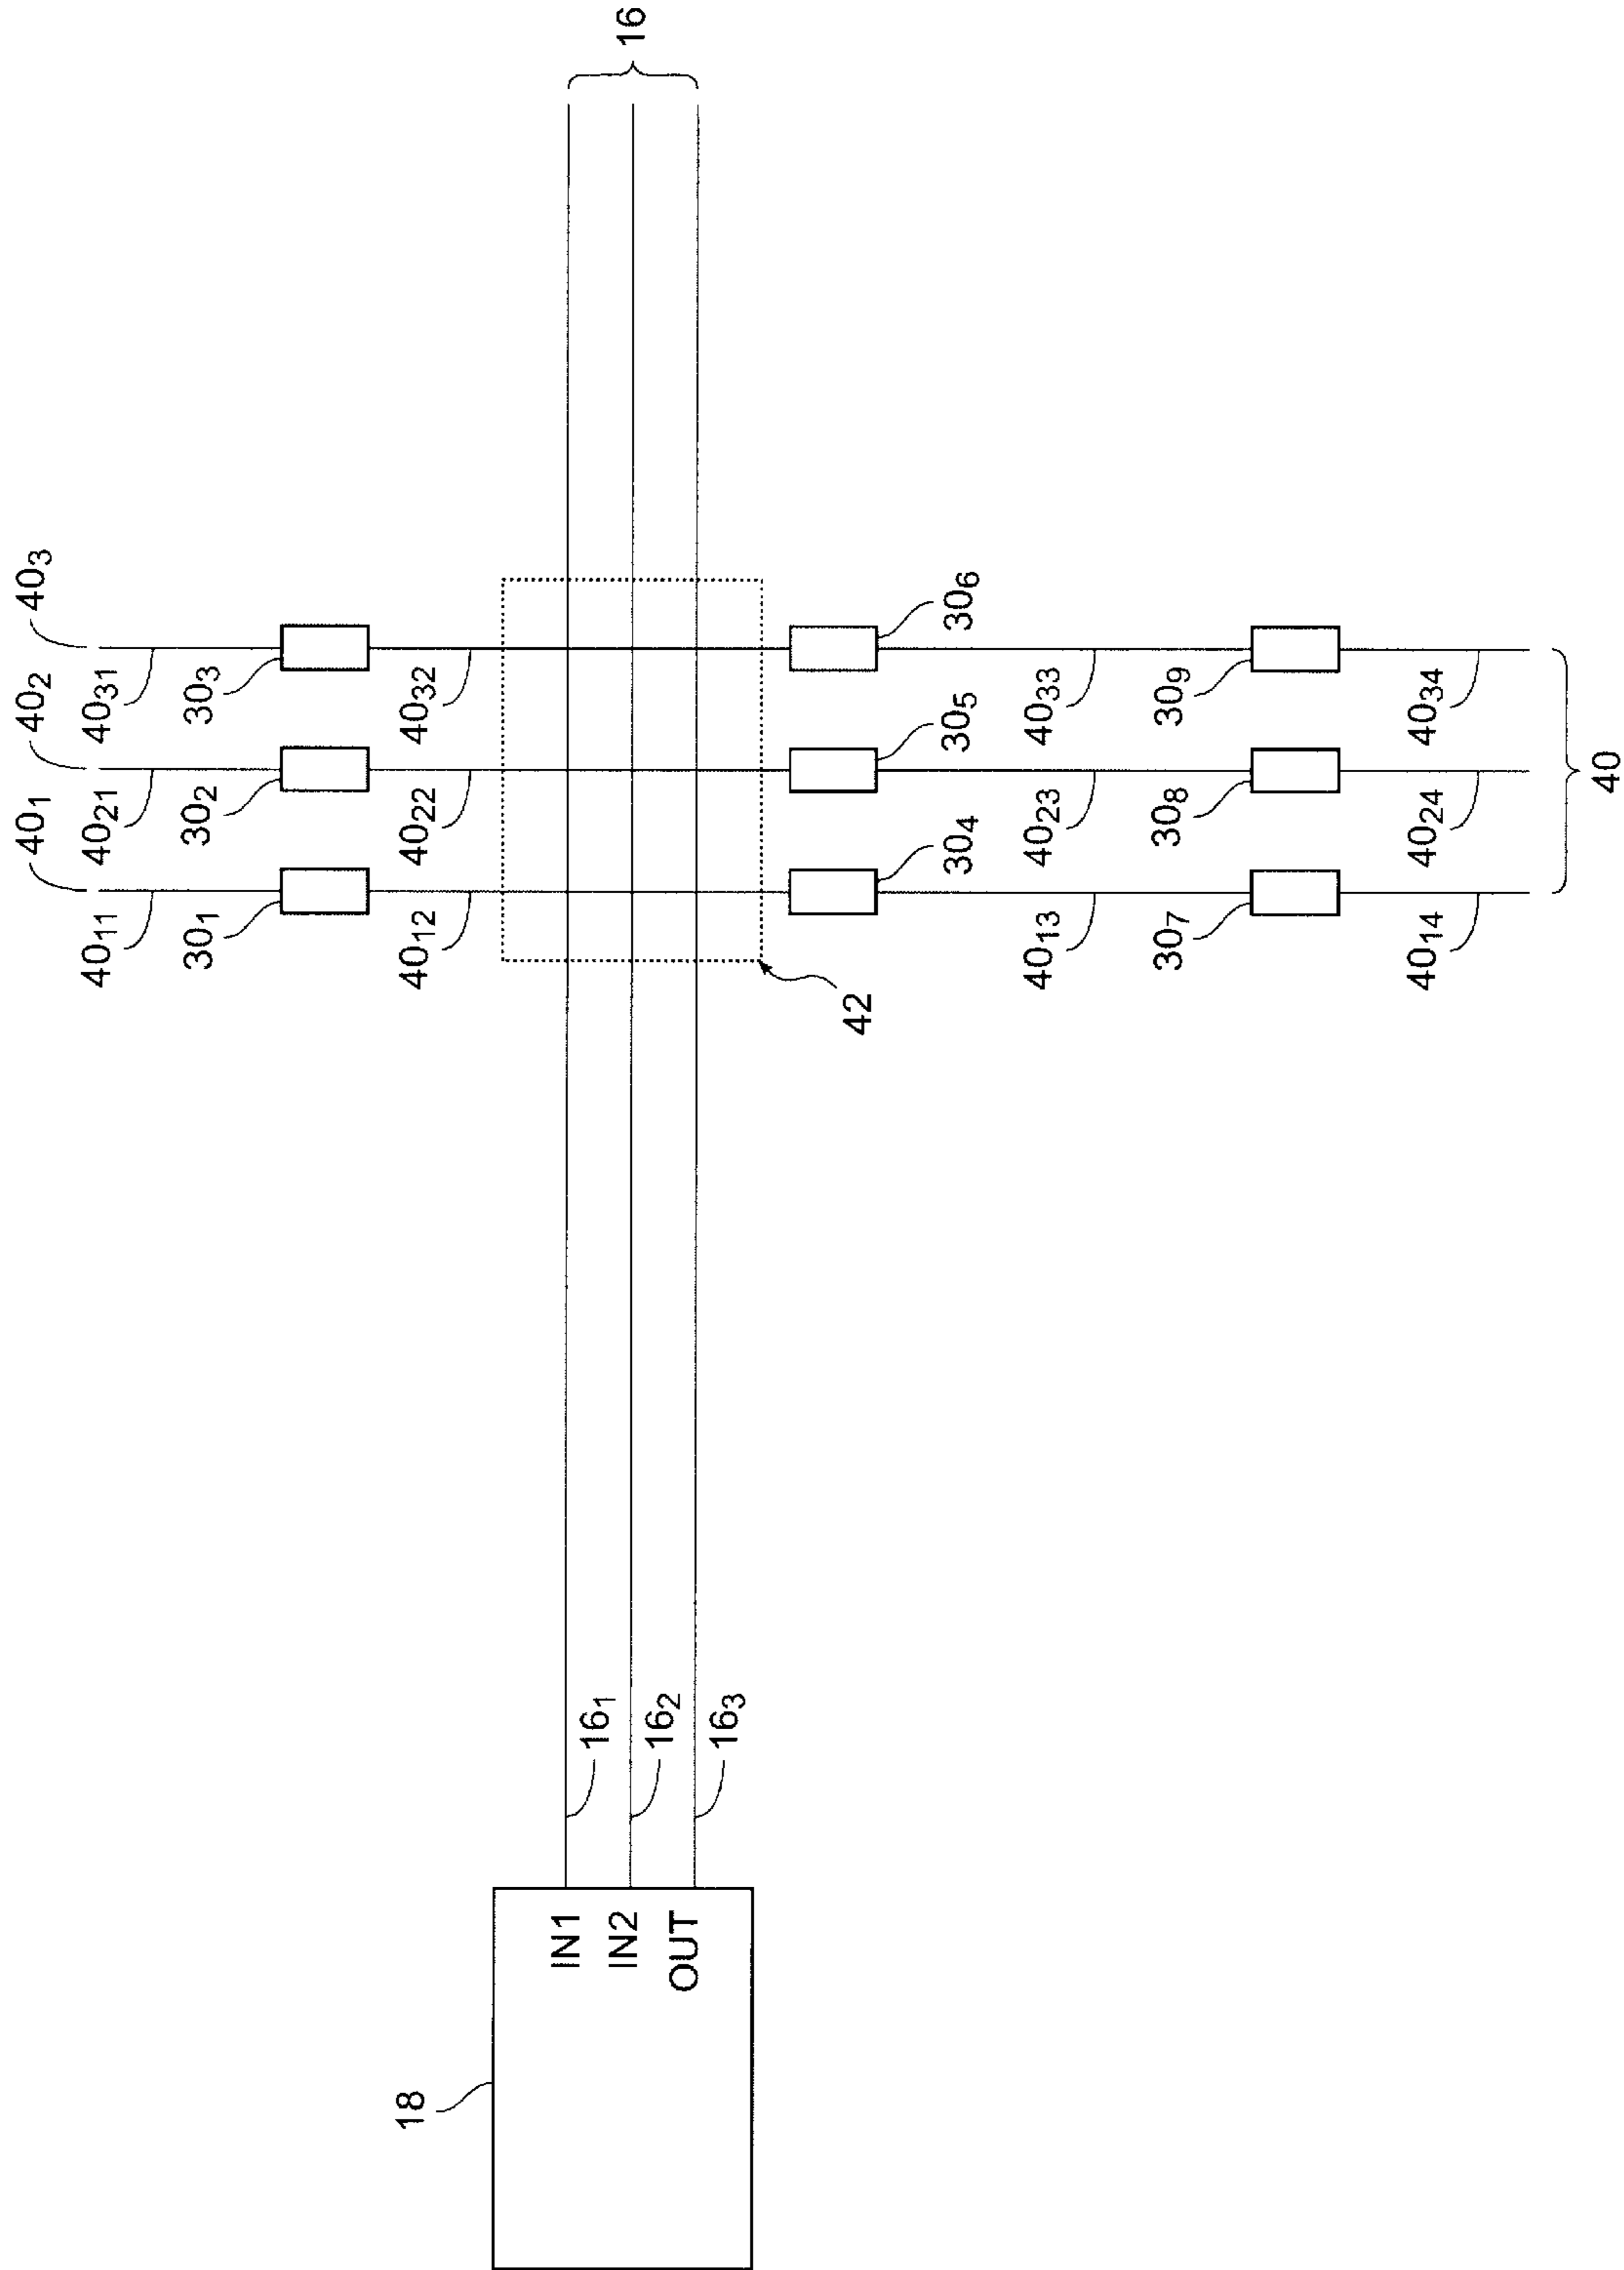 40₁ 40₂ 40₃
40₁₁ 40₂₁ 40₃₁
30₁ 30₂ 30₃
18 40₁₂ 40₂₂ 40₃₂
IN1 16₁
IN2 16₂ 16
OUT 16₃
42
30₄ 30₅ 30₆
40₁₃ 40₂₃ 40₃₃
30₇ 30₈ 30₉
40₁₄ 40₂₄ 40₃₄
40